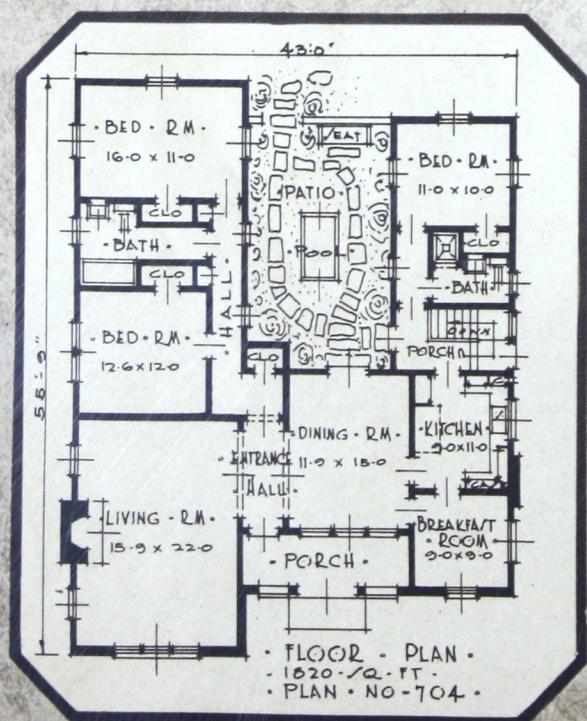 43'-0"
BED · RM ·
16-0 x 11-0
SEAT
BED · RM ·
11-0 x 10-0
PATIO
CLO
· POOL
· BATH ·
CLO
CLO
HALL
· BATH ·
55'-9"
· BED · RM ·
12-6 x 12-0
DOWN
PORCH
CLO
DINING · RM ·
11-9 x 15-0
· KITCHEN ·
9-0 x 11-0
ENTRANCE
HALL
· LIVING · RM
15-9 x 22-0
BREAKFAST
· ROOM
9-0 x 9-0
· PORCH ·
· FLOOR - PLAN ·
- 1820 - SQ - FT -
· PLAN · NO - 704 ·